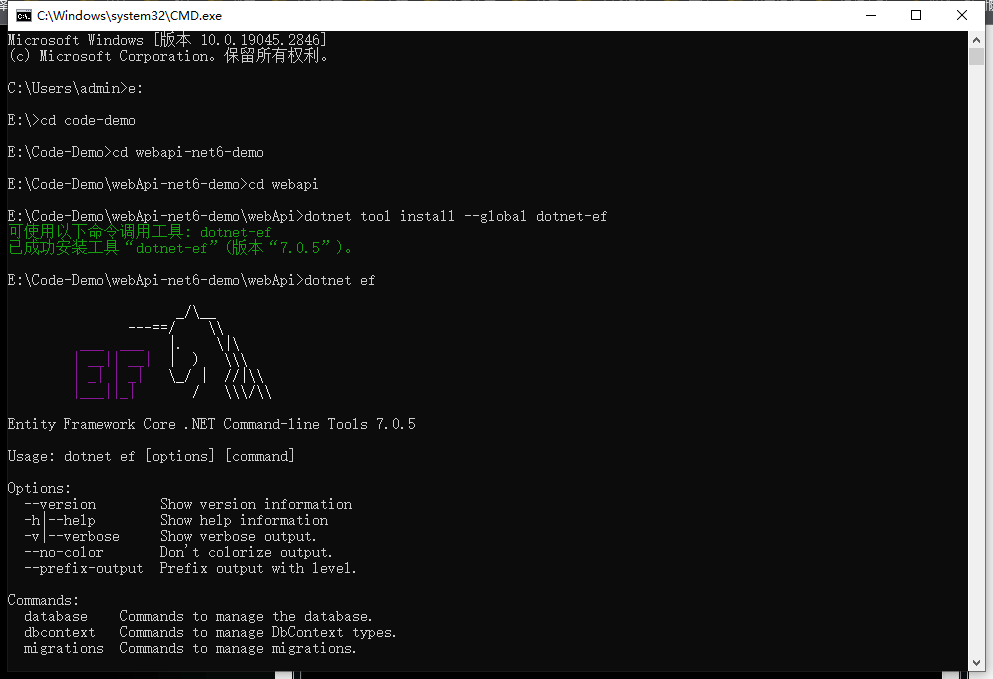 C:\Windows\system32\CMD.exe
Microsoft Windows [版本 10.0.19045.2846]
(c) Microsoft Corporation。保留所有权利。
C:\Users\admin>e:
E:\>cd code-demo
E:\Code-Demo>cd webapi-net6-demo
E:\Code-Demo\webApi-net6-demo>cd webapi
E:\Code-Demo\webApi-net6-demo\webApi>dotnet tool install --global dotnet-ef
可使用以下命令调用工具: dotnet-ef
已成功安装工具“dotnet-ef”(版本“7.0.5”)。
E:\Code-Demo\webApi-net6-demo\webApi>dotnet ef
EF
Entity Framework Core .NET Command-line Tools 7.0.5
Usage: dotnet ef [options] [command]
Options:
--version        Show version information
-h|--help        Show help information
-v|--verbose     Show verbose output.
--no-color       Don't colorize output.
--prefix-output  Prefix output with level.
Commands:
database    Commands to manage the database.
dbcontext   Commands to manage DbContext types.
migrations  Commands to manage migrations.